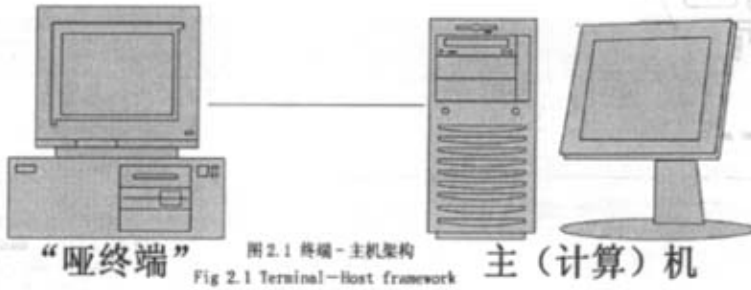 “哑终端”
图 2.1 终端-主机架构
主（计算）机
Fig 2.1 Terminal-Host framework